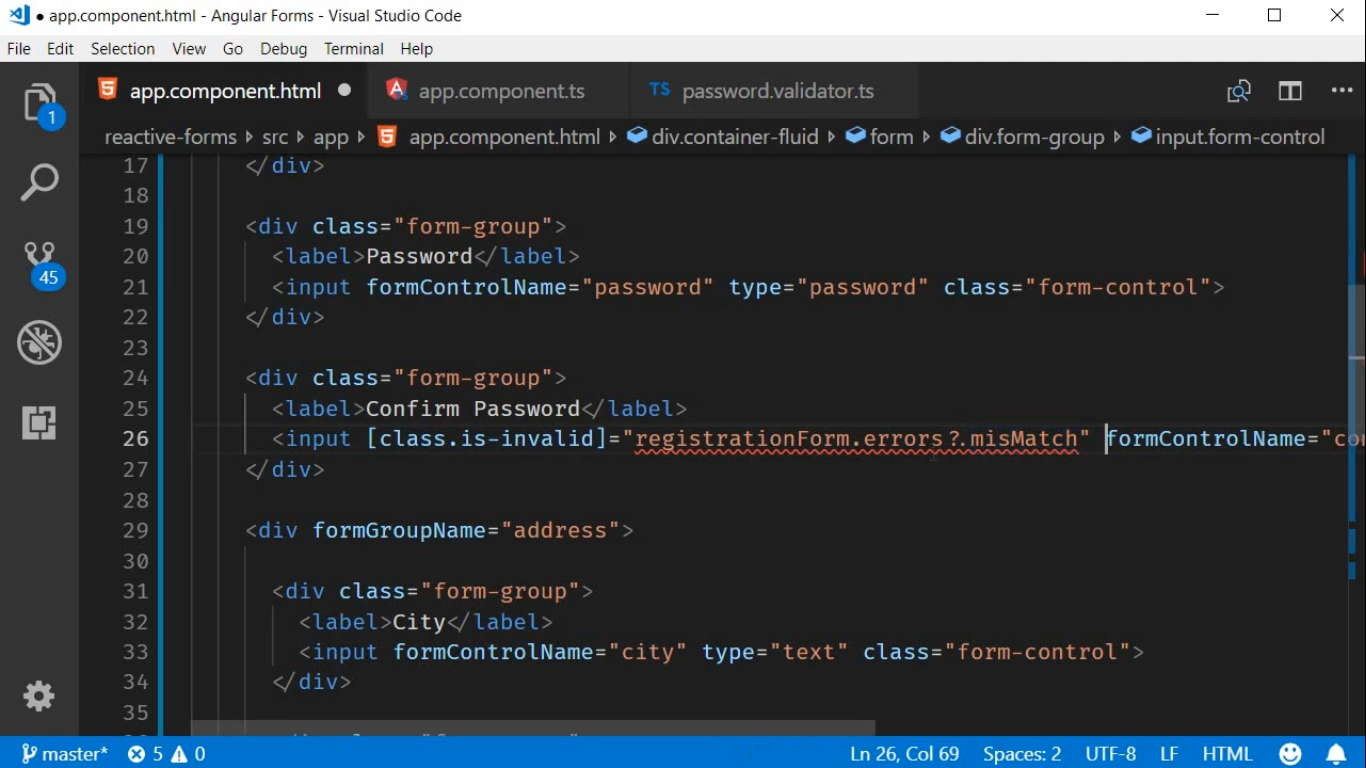 ● app.component.html - Angular Forms - Visual Studio Code
File Edit Selection View Go Debug Terminal Help
app.component.html ● app.component.ts TS password.validator.ts
1
reactive-forms › src › app › app.component.html › div.container-fluid › form › div.form-group › input.form-control
17 </div>
18
19 <div class="form-group">
20 <label>Password</label>
21 <input formControlName="password" type="password" class="form-control">
22 </div>
23
24 <div class="form-group">
25 <label>Confirm Password</label>
26 <input [class.is-invalid]="registrationForm.errors?.misMatch" formControlName="con
27 </div>
28
29 <div formGroupName="address">
30
31 <div class="form-group">
32 <label>City</label>
33 <input formControlName="city" type="text" class="form-control">
34 </div>
35
45
master* 5 0 Ln 26, Col 69 Spaces: 2 UTF-8 LF HTML